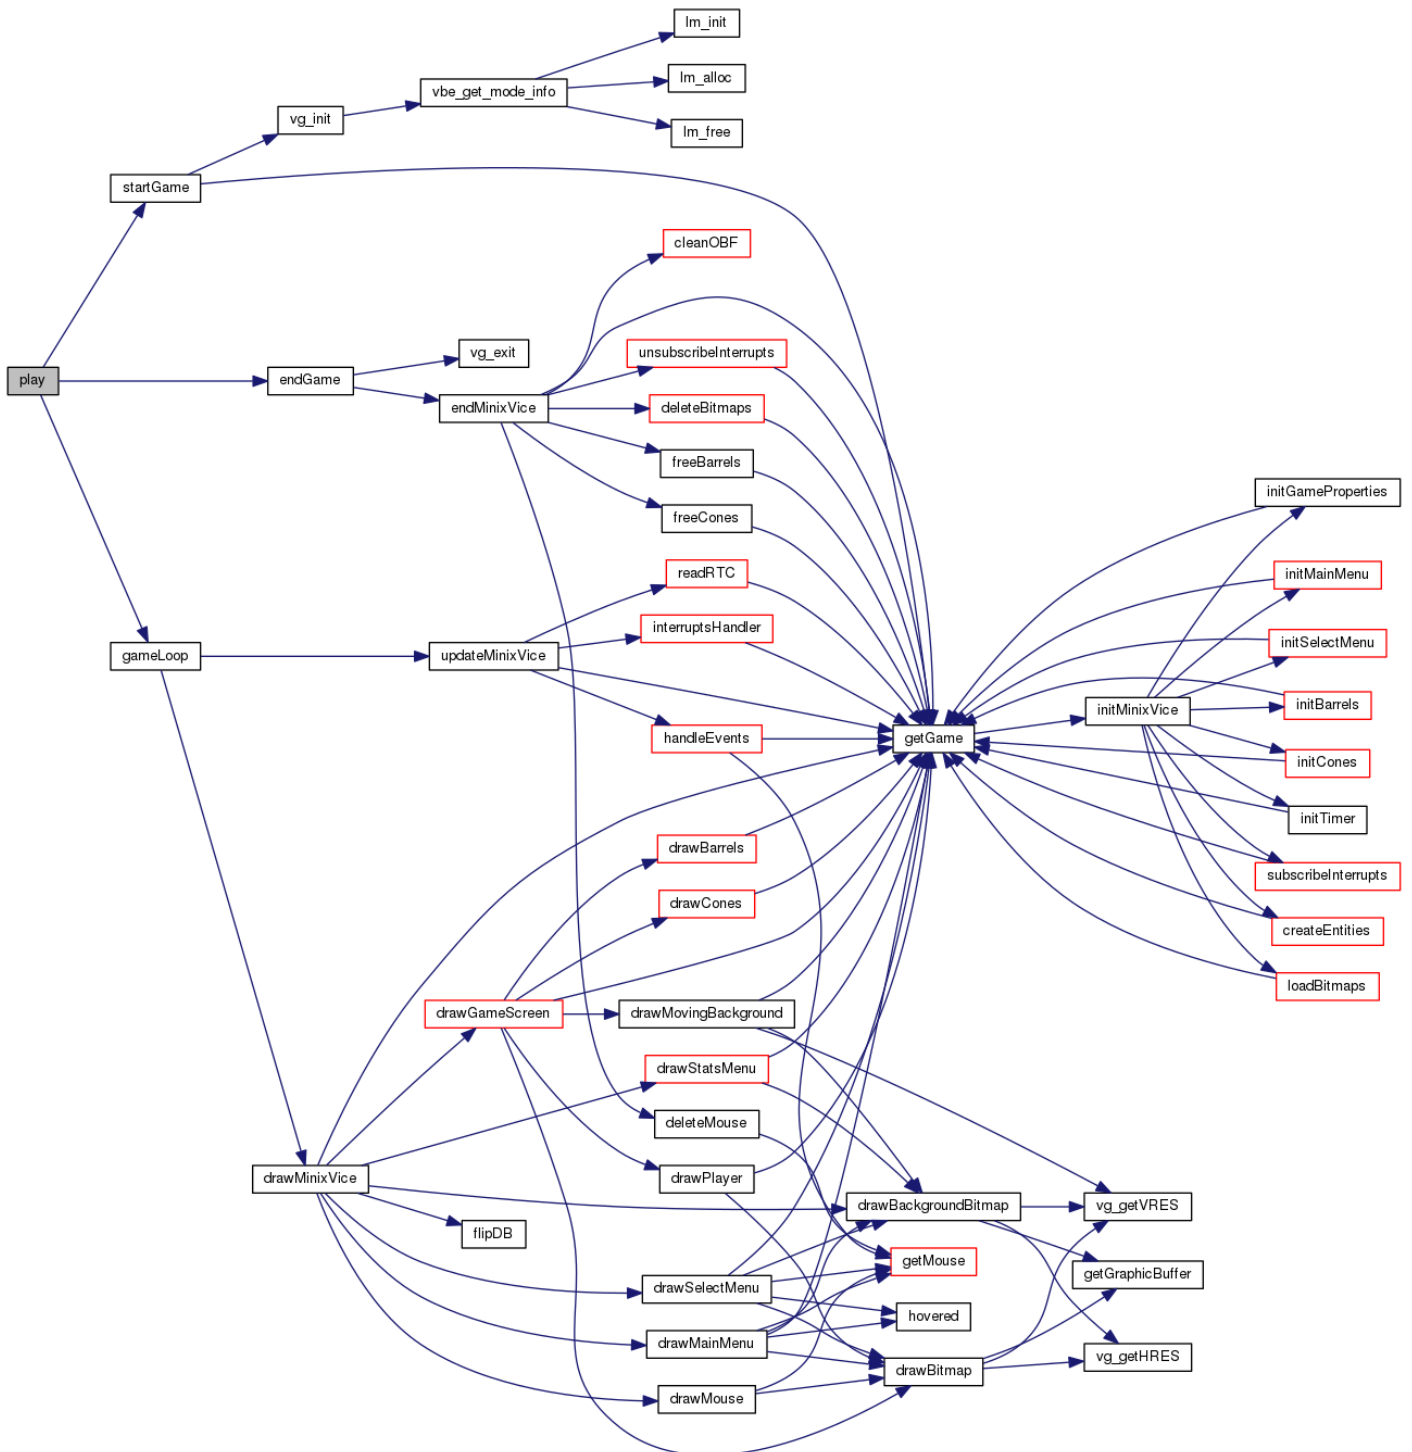 lm_init
lm_alloc
vbe_get_mode_info
vg_init
lm_free
startGame
cleanOBF
vg_exit
unsubscribeInterrupts
play
endGame
endMinixVice
deleteBitmaps
freeBarrels
initGameProperties
freeCones
readRTC
initMainMenu
interruptsHandler
initSelectMenu
gameLoop
updateMinixVice
initBarrels
initMinixVice
handleEvents
getGame
initCones
initTimer
drawBarrels
subscribeInterrupts
drawCones
createEntities
loadBitmaps
drawGameScreen
drawMovingBackground
drawStatsMenu
deleteMouse
drawMinixVice
drawPlayer
drawBackgroundBitmap
vg_getVRES
flipDB
getMouse
getGraphicBuffer
drawSelectMenu
hovered
drawMainMenu
vg_getHRES
drawBitmap
drawMouse